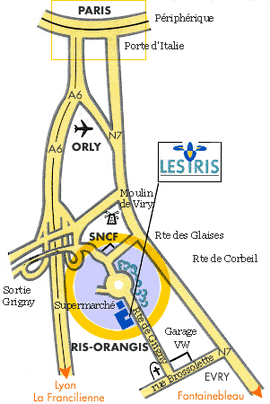 PARIS
Périphérique
Porte d'Italie
A6
A6
N7
ORLY
LES IRIS
Moulin
de Viry
SNCF
Rte des Glaises
Rte de Corbeil
Sortie
Grigny
Supermarché
Rte de Grigny
Garage
VW
RIS-ORANGIS
rue Brossolette
N7
EVRY
Lyon
La Francilienne
Fontainebleau